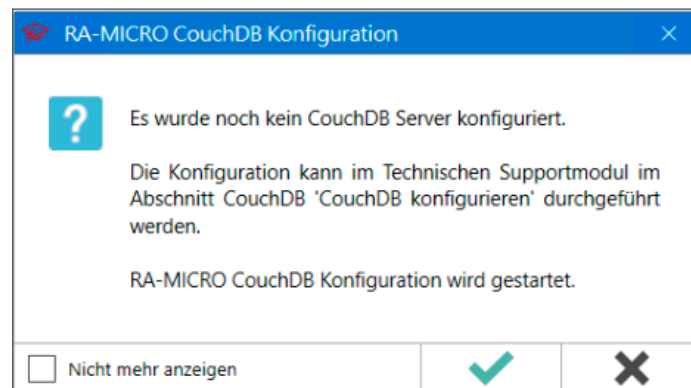 RA-MICRO CouchDB Konfiguration
Es wurde noch kein CouchDB Server konfiguriert.
Die Konfiguration kann im Technischen Supportmodul im
Abschnitt CouchDB 'CouchDB konfigurieren' durchgeführt
werden.
RA-MICRO CouchDB Konfiguration wird gestartet.
Nicht mehr anzeigen